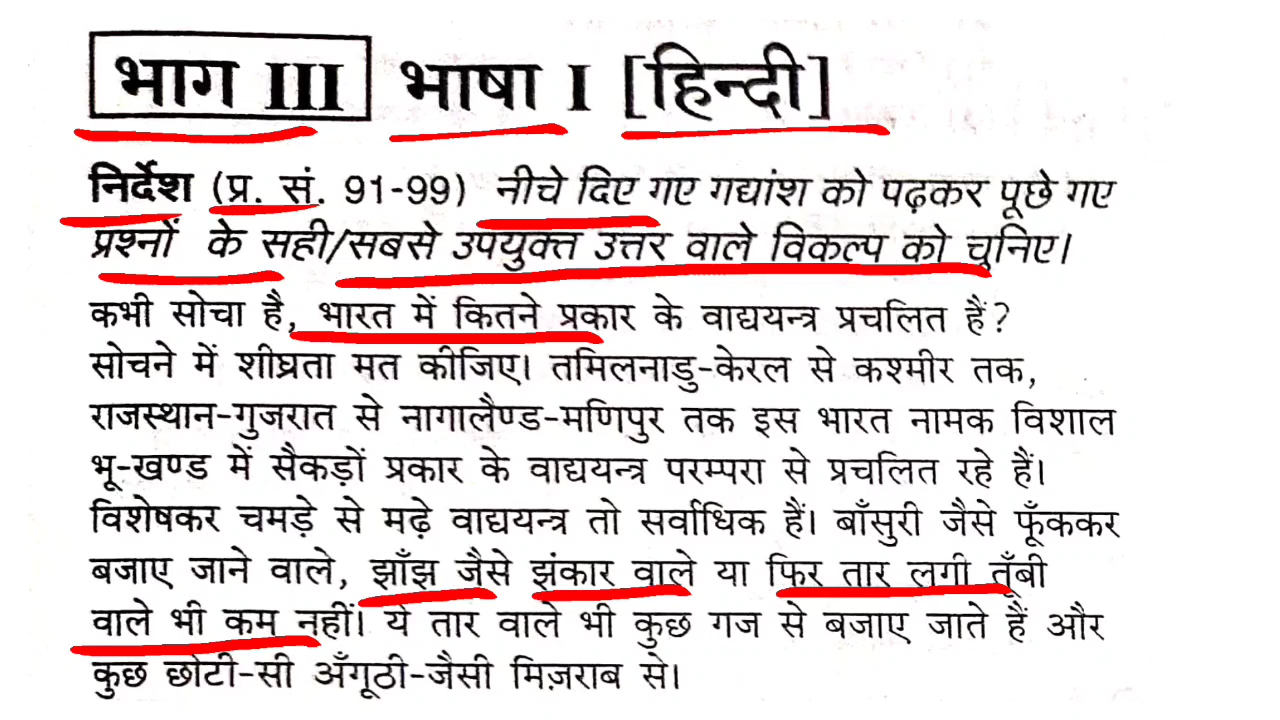 भाग III भाषा I [हिन्दी]
निर्देश (प्र. सं. 91-99) नीचे दिए गए गद्यांश को पढ़कर पूछे गए
प्रश्नों के सही/सबसे उपयुक्त उत्तर वाले विकल्प को चुनिए।
कभी सोचा है, भारत में कितने प्रकार के वाद्ययन्त्र प्रचलित हैं?
सोचने में शीघ्रता मत कीजिए। तमिलनाडु-केरल से कश्मीर तक,
राजस्थान-गुजरात से नागालैण्ड-मणिपुर तक इस भारत नामक विशाल
भू-खण्ड में सैकड़ों प्रकार के वाद्ययन्त्र परम्परा से प्रचलित रहे हैं।
विशेषकर चमड़े से मढ़े वाद्ययन्त्र तो सर्वाधिक हैं। बाँसुरी जैसे फूँककर
बजाए जाने वाले, झाँझ जैसे झंकार वाले या फिर तार लगी तूँबी
वाले भी कम नहीं। ये तार वाले भी कुछ गज से बजाए जाते हैं और
कुछ छोटी-सी अँगूठी-जैसी मिज़राब से।